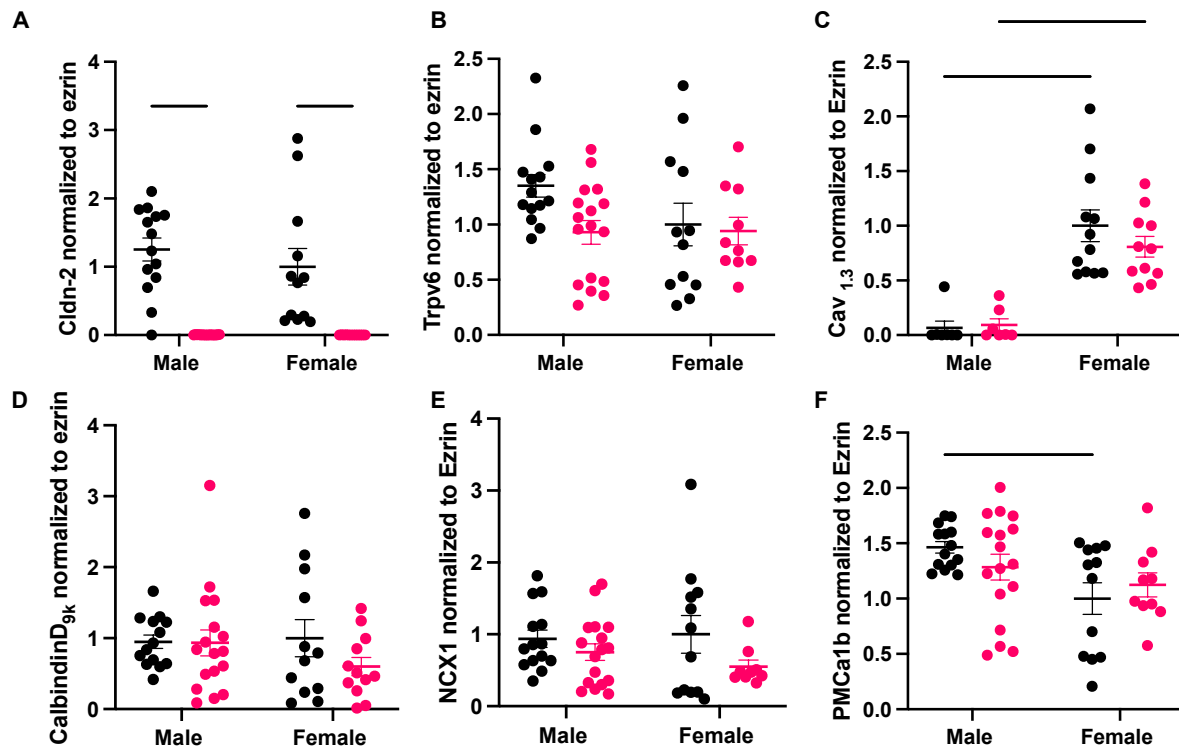 A
Cldn-2 normalized to ezrin
4
3
2
1
0
Male Female
B
Trpv6 normalized to ezrin
2.5
2.0
1.5
1.0
0.5
0.0
Male Female
C
Cav 1.3 normalized to Ezrin
2.5
2.0
1.5
1.0
0.5
0.0
Male Female
D
CalbindinD9k normalized to ezrin
4
3
2
1
0
Male Female
E
NCX1 normalized to Ezrin
4
3
2
1
0
Male Female
F
PMCa1b normalized to Ezrin
2.5
2.0
1.5
1.0
0.5
0.0
Male Female